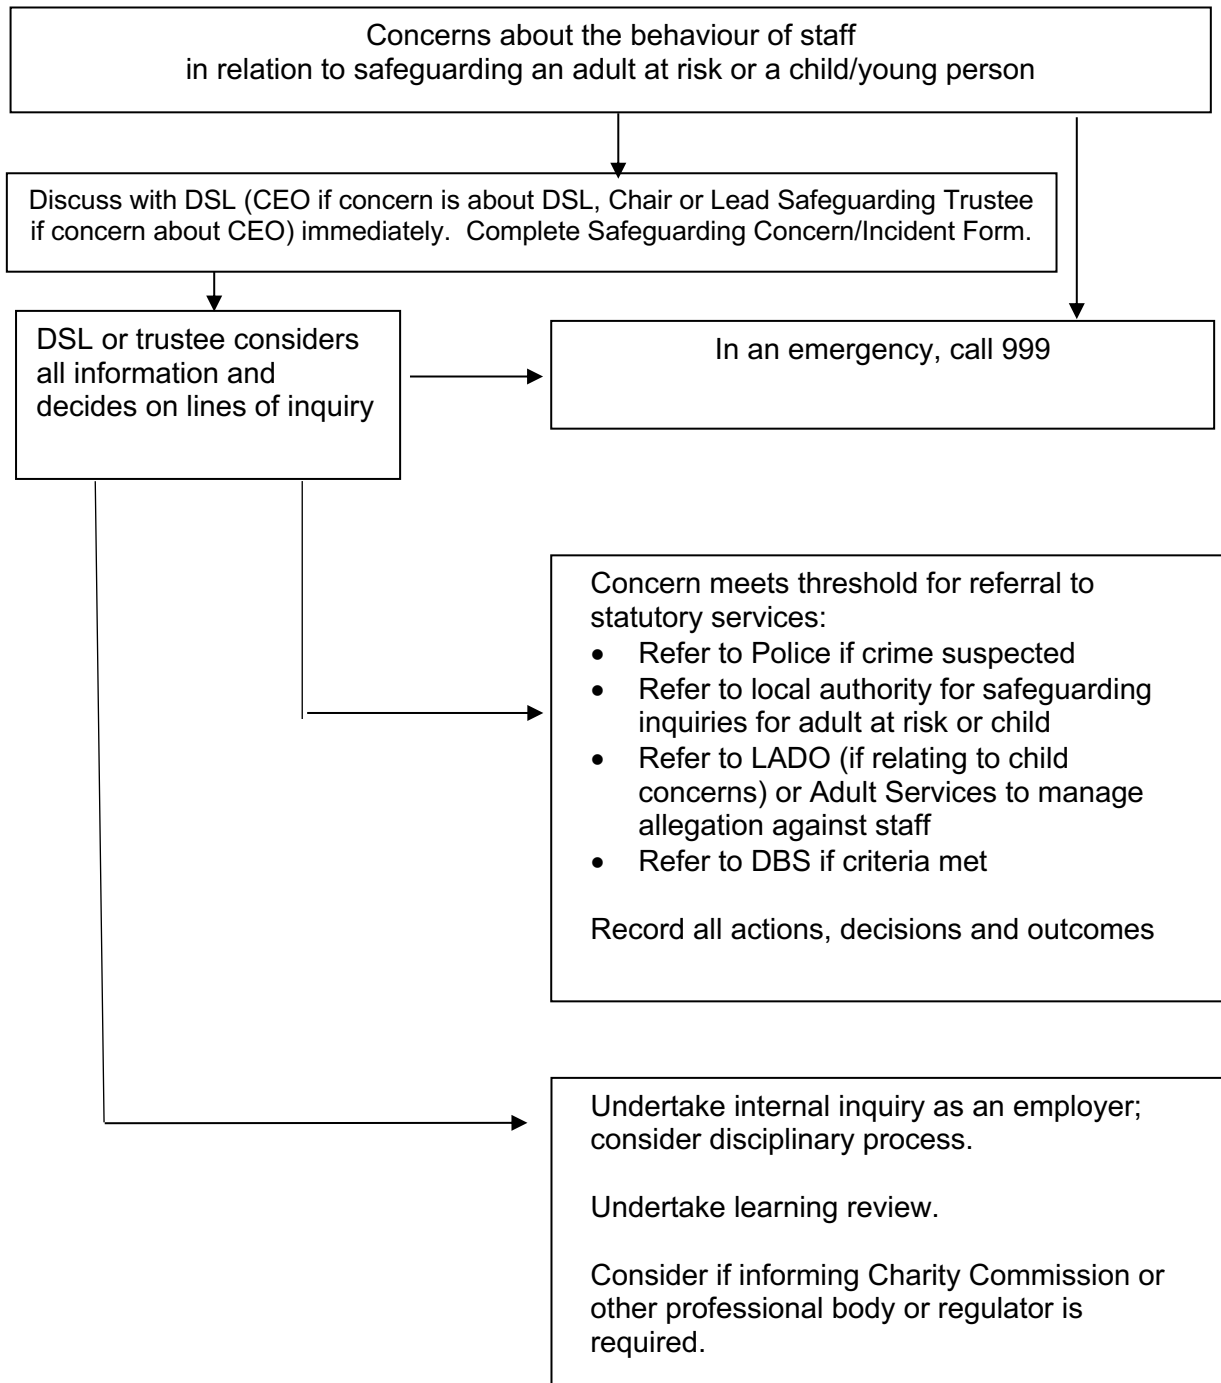 Concerns about the behaviour of staff
in relation to safeguarding an adult at risk or a child/young person
Discuss with DSL (CEO if concern is about DSL, Chair or Lead Safeguarding Trustee
if concern about CEO) immediately.  Complete Safeguarding Concern/Incident Form.
DSL or trustee considers
all information and
decides on lines of inquiry
In an emergency, call 999
Concern meets threshold for referral to
statutory services:
• Refer to Police if crime suspected
• Refer to local authority for safeguarding
inquiries for adult at risk or child
• Refer to LADO (if relating to child
concerns) or Adult Services to manage
allegation against staff
• Refer to DBS if criteria met
Record all actions, decisions and outcomes
Undertake internal inquiry as an employer;
consider disciplinary process.
Undertake learning review.
Consider if informing Charity Commission or
other professional body or regulator is
required.